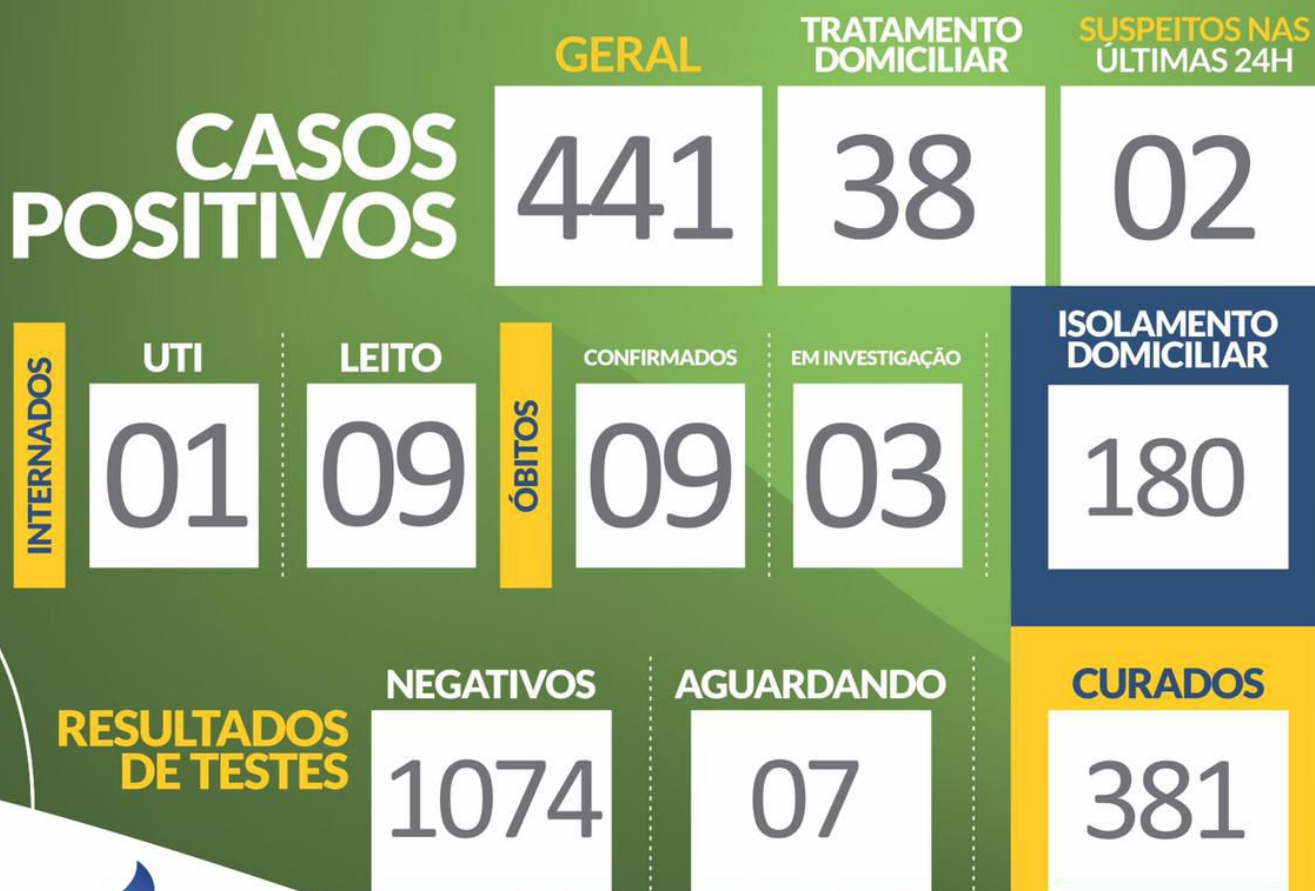 GERAL
TRATAMENTO
DOMICILIAR
SUSPEITOS NAS
ÚLTIMAS 24H
CASOS
POSITIVOS
441
38
02
INTERNADOS
UTI
01
LEITO
09
ÓBITOS
CONFIRMADOS
09
EM INVESTIGAÇÃO
03
ISOLAMENTO
DOMICILIAR
180
RESULTADOS
DE TESTES
NEGATIVOS
1074
AGUARDANDO
07
CURADOS
381